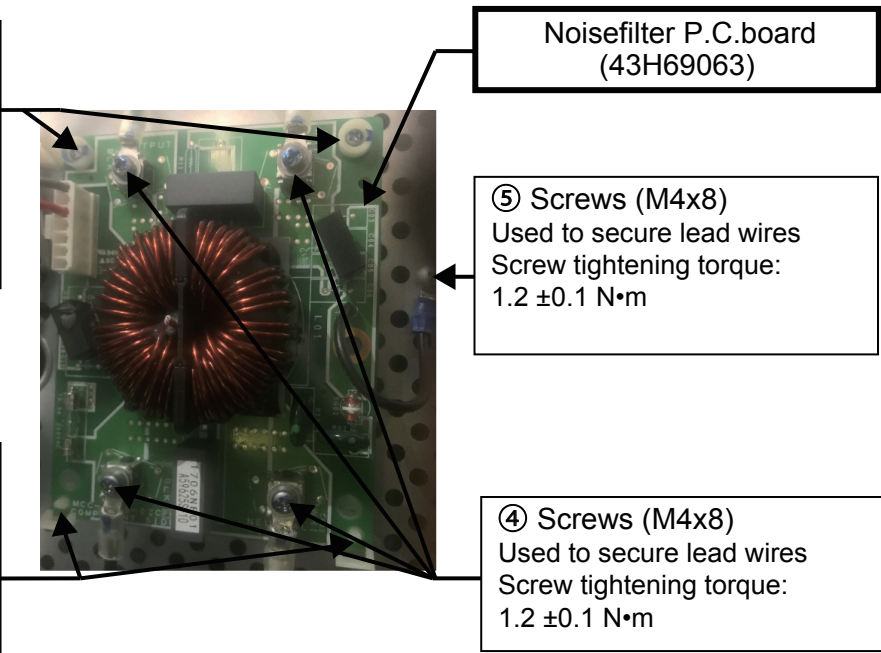 Noisefilter P.C.board
(43H69063)
⑤ Screws (M4x8)
Used to secure lead wires
Screw tightening torque:
1.2 ±0.1 N•m
④ Screws (M4x8)
Used to secure lead wires
Screw tightening torque:
1.2 ±0.1 N•m
L01